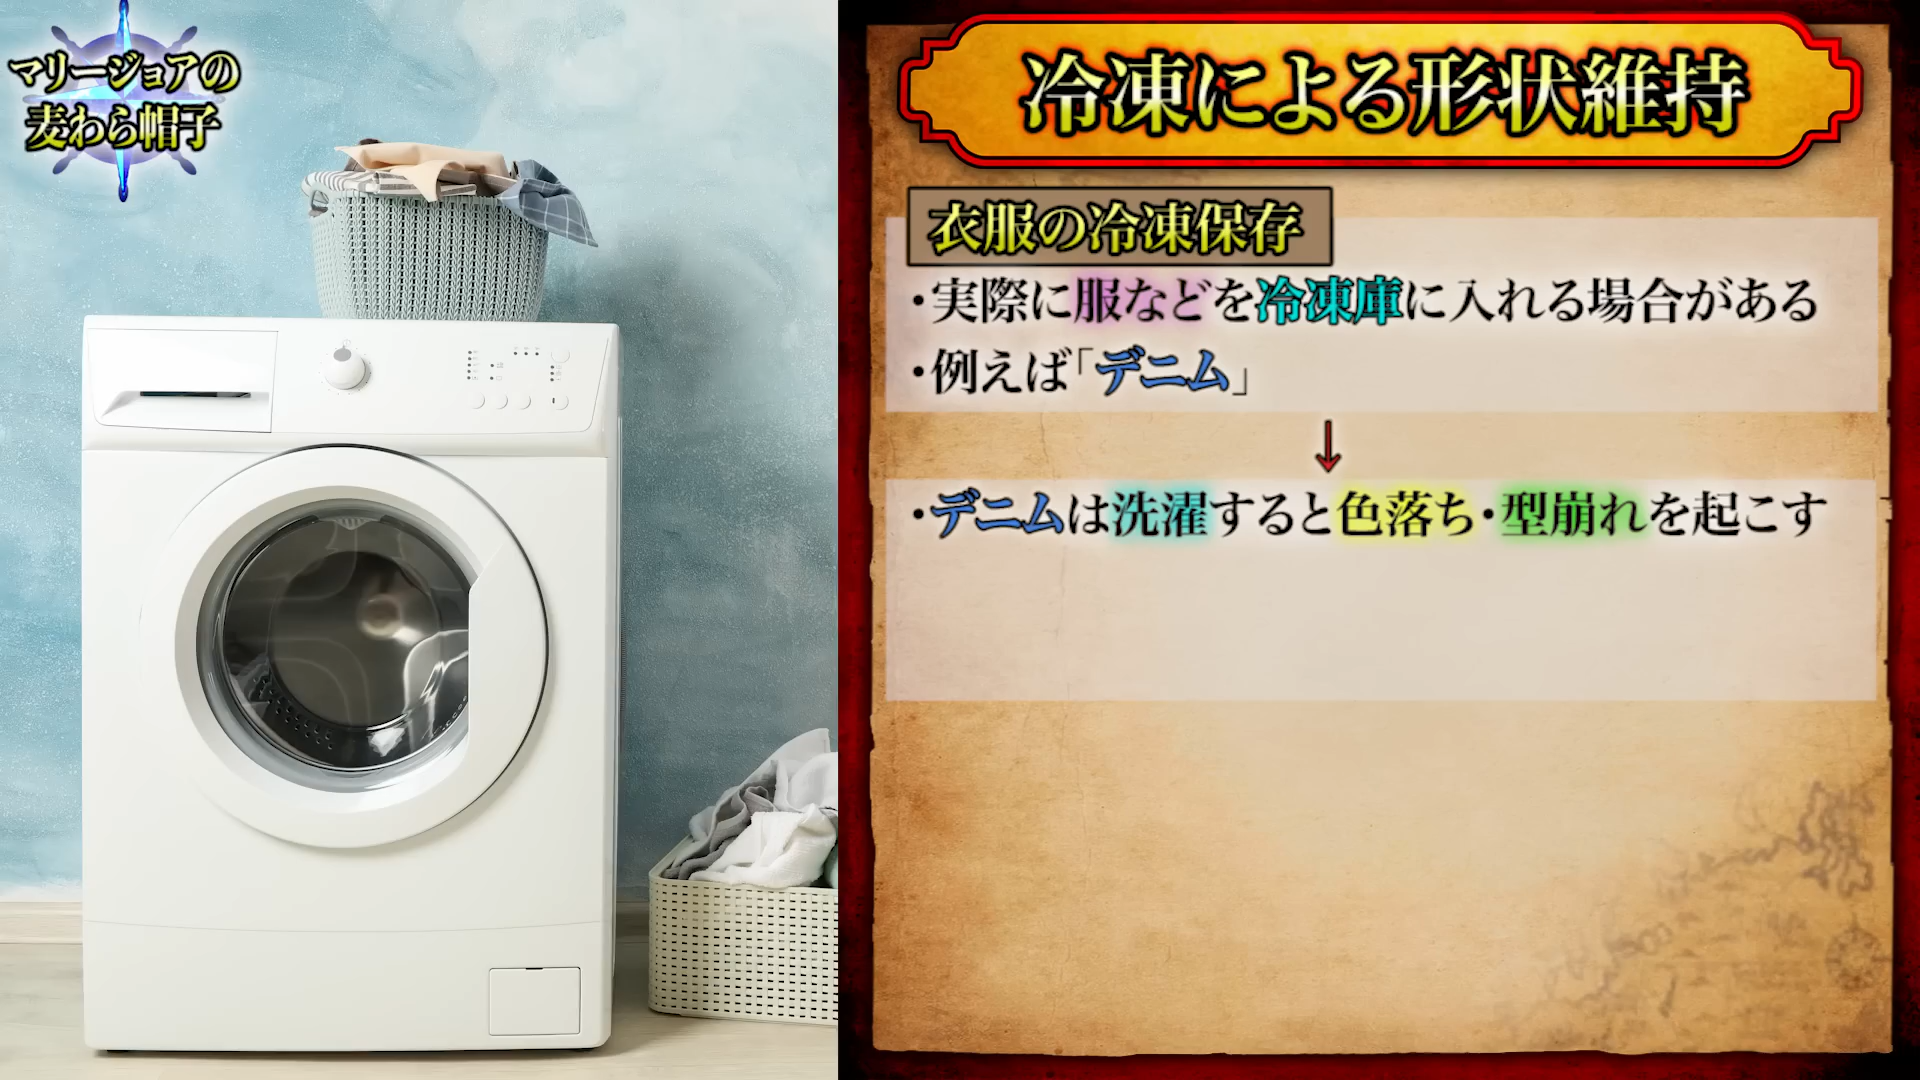 マリージョアの
麦わら帽子
冷凍による形状維持
衣服の冷凍保存
・実際に服などを冷凍庫に入れる場合がある
・例えば「デニム」
↓
・デニムは洗濯すると色落ち・型崩れを起こす